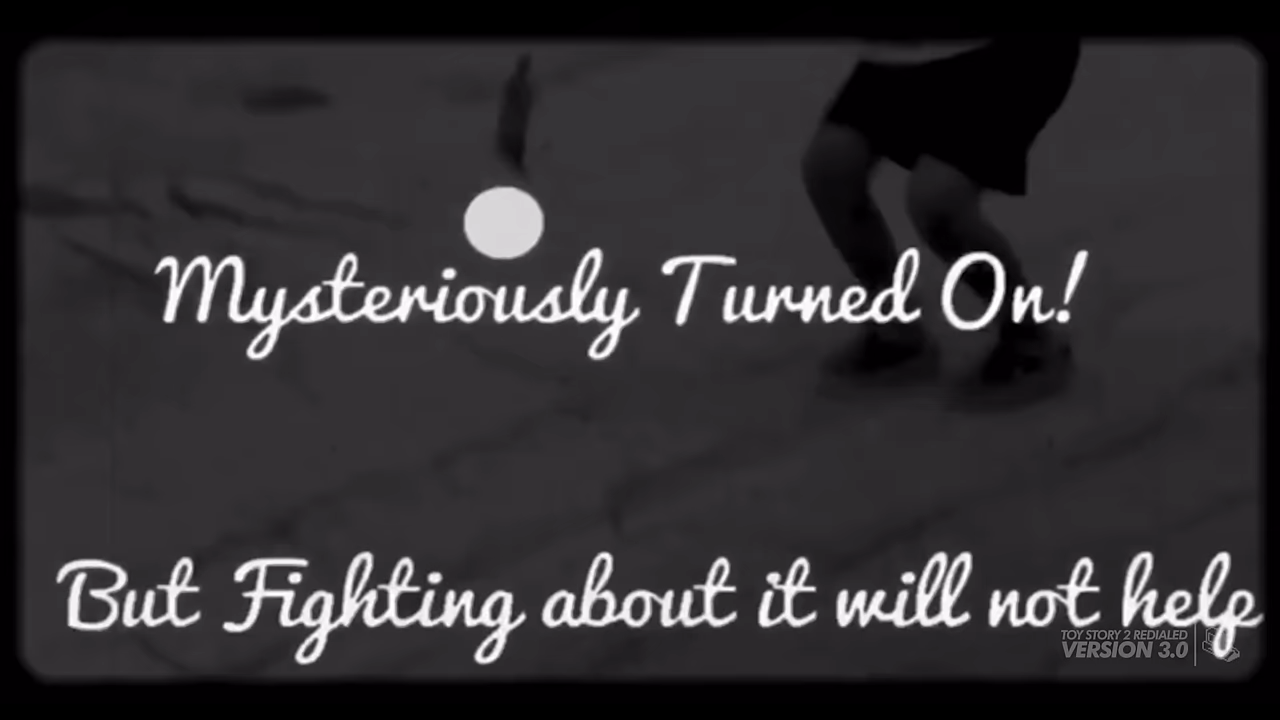 Mysteriously Turned On!
But Fighting about it will not help
TOY STORY 2 REDIALED
VERSION 3.0